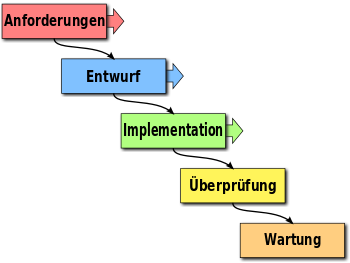 Anforderungen
Entwurf
Implementation
Überprüfung
Wartung